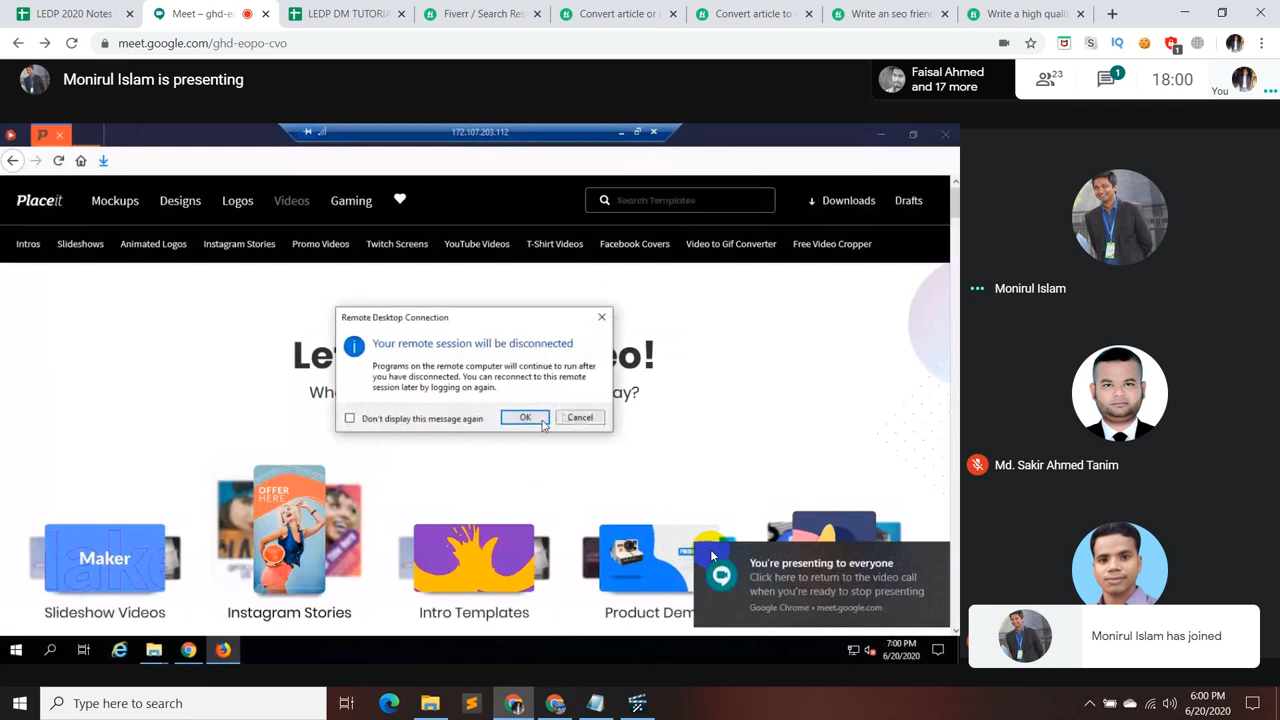 LEDP 2020 Notes
Meet – ghd-e
LEDP DM TUTORIA
Fiverr / Search Res
Convert article or
Convert article to v
Write an seo frien
Write a high qualit
meet.google.com/ghd-eopo-cvo
1
Monirul Islam is presenting
Faisal Ahmed
and 17 more
23
1
18:00
You
172.107.203.112
Placeit
Mockups
Designs
Logos
Videos
Gaming
Search Templates
Downloads
Drafts
Intros
Slideshows
Animated Logos
Instagram Stories
Promo Videos
Twitch Screens
YouTube Videos
T-Shirt Videos
Facebook Covers
Video to Gif Converter
Free Video Cropper
Remote Desktop Connection
Your remote session will be disconnected
Programs on the remote computer will continue to run after
you have disconnected. You can reconnect to this remote
session later by logging on again.
Don't display this message again
OK
Cancel
Monirul Islam
Md. Sakir Ahmed Tanim
OFFER
HERE
Maker
Slideshow Videos
Instagram Stories
Intro Templates
Product Dem
You're presenting to everyone
Click here to return to the video call
when you're ready to stop presenting
Google Chrome • meet.google.com
Monirul Islam has joined
7:00 PM
6/20/2020
Type here to search
6:00 PM
6/20/2020